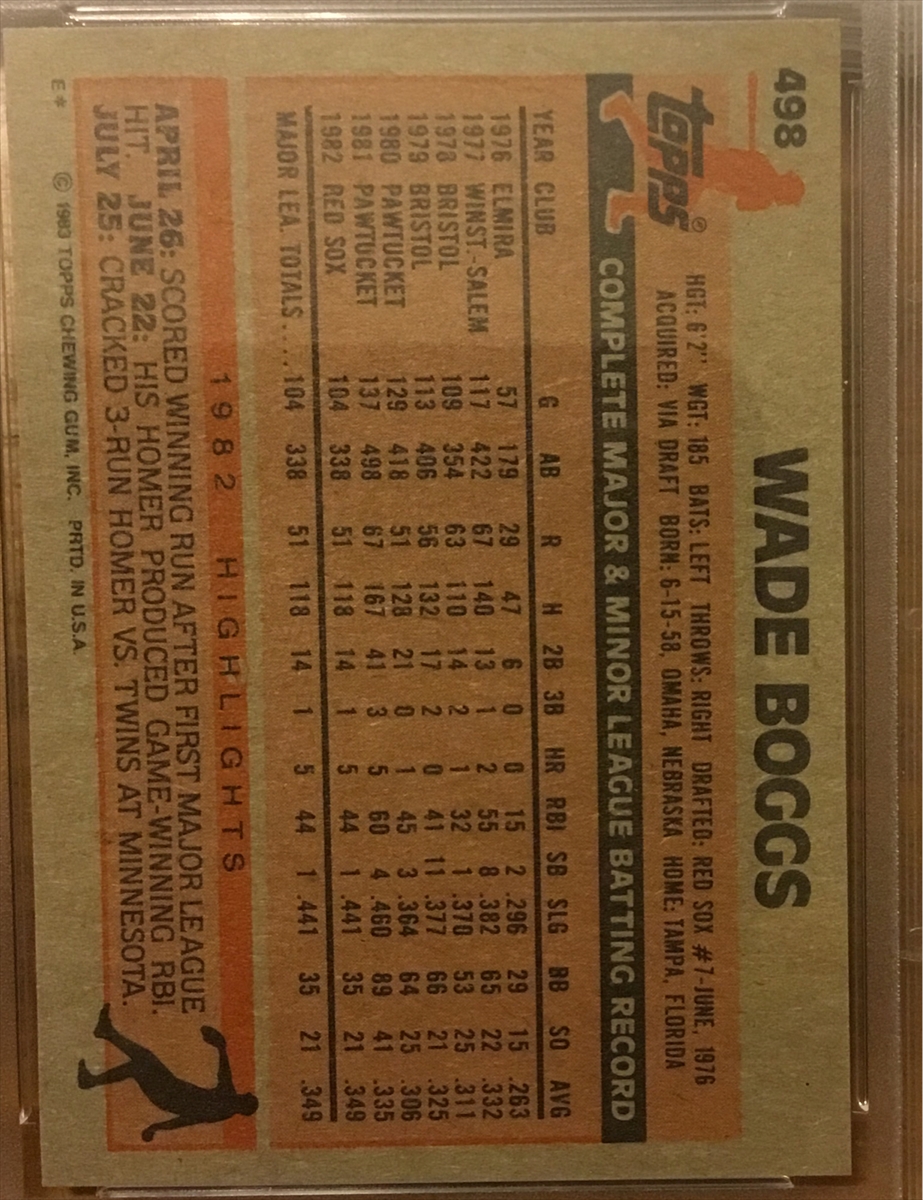 498
WADE BOGGS
TOPPS®
HGT: 6'2" WGT: 185 BATS: LEFT THROWS: RIGHT DRAFTED: RED SOX #7-JUNE, 1976
ACQUIRED: VIA DRAFT BORN: 6-15-58, OMAHA, NEBRASKA HOME: TAMPA, FLORIDA
COMPLETE MAJOR & MINOR LEAGUE BATTING RECORD
YEAR CLUB G AB R H 2B 3B HR RBI SB SLG BB SO AVG
1976 ELMIRA 57 179 29 47 6 0 0 15 2 .296 29 15 .263
1977 WINST.-SALEM 117 422 67 140 13 1 2 55 8 .382 65 22 .332
1978 BRISTOL 109 354 63 110 14 2 1 32 1 .370 53 25 .311
1979 BRISTOL 113 406 56 132 17 2 0 41 11 .377 66 21 .325
1980 PAWTUCKET 129 418 51 128 21 0 1 45 3 .364 64 25 .306
1981 PAWTUCKET 137 498 67 167 41 3 5 60 4 .460 89 41 .335
1982 RED SOX 104 338 51 118 14 1 5 44 1 .441 35 21 .349
MAJOR LEA. TOTALS.... 104 338 51 118 14 1 5 44 1 .441 35 21 .349
1982 HIGHLIGHTS
APRIL 26: SCORED WINNING RUN AFTER FIRST MAJOR LEAGUE
HIT. JUNE 22: HIS HOMER PRODUCED GAME-WINNING RBI.
JULY 25: CRACKED 3-RUN HOMER VS. TWINS AT MINNESOTA.
E* © 1983 TOPPS CHEWING GUM, INC. PRTD. IN U.S.A.